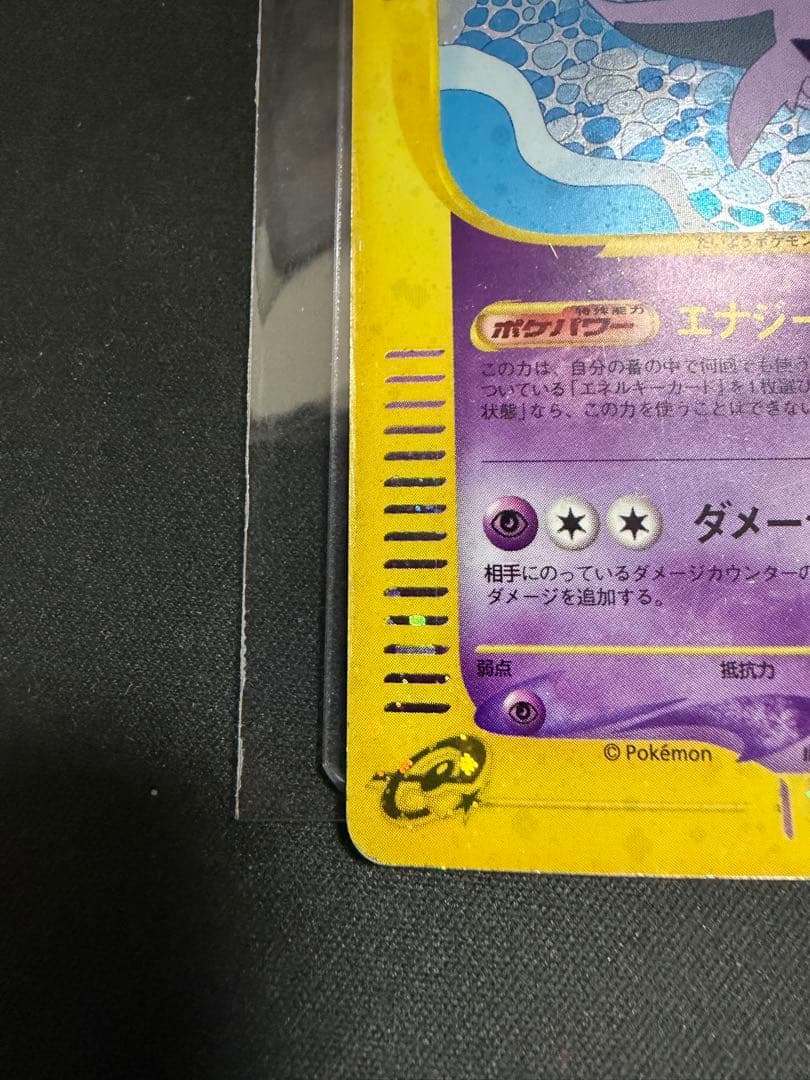 たいようポケモン
特殊能力
ポケパワー エナジー
この力は、自分の番の中で何回でも使う
ついている「エネルギーカード」を1枚選
状態」なら、この力を使うことはできない
ダメー
相手にのっているダメージカウンターの
ダメージを追加する。
弱点 抵抗力
© Pokémon